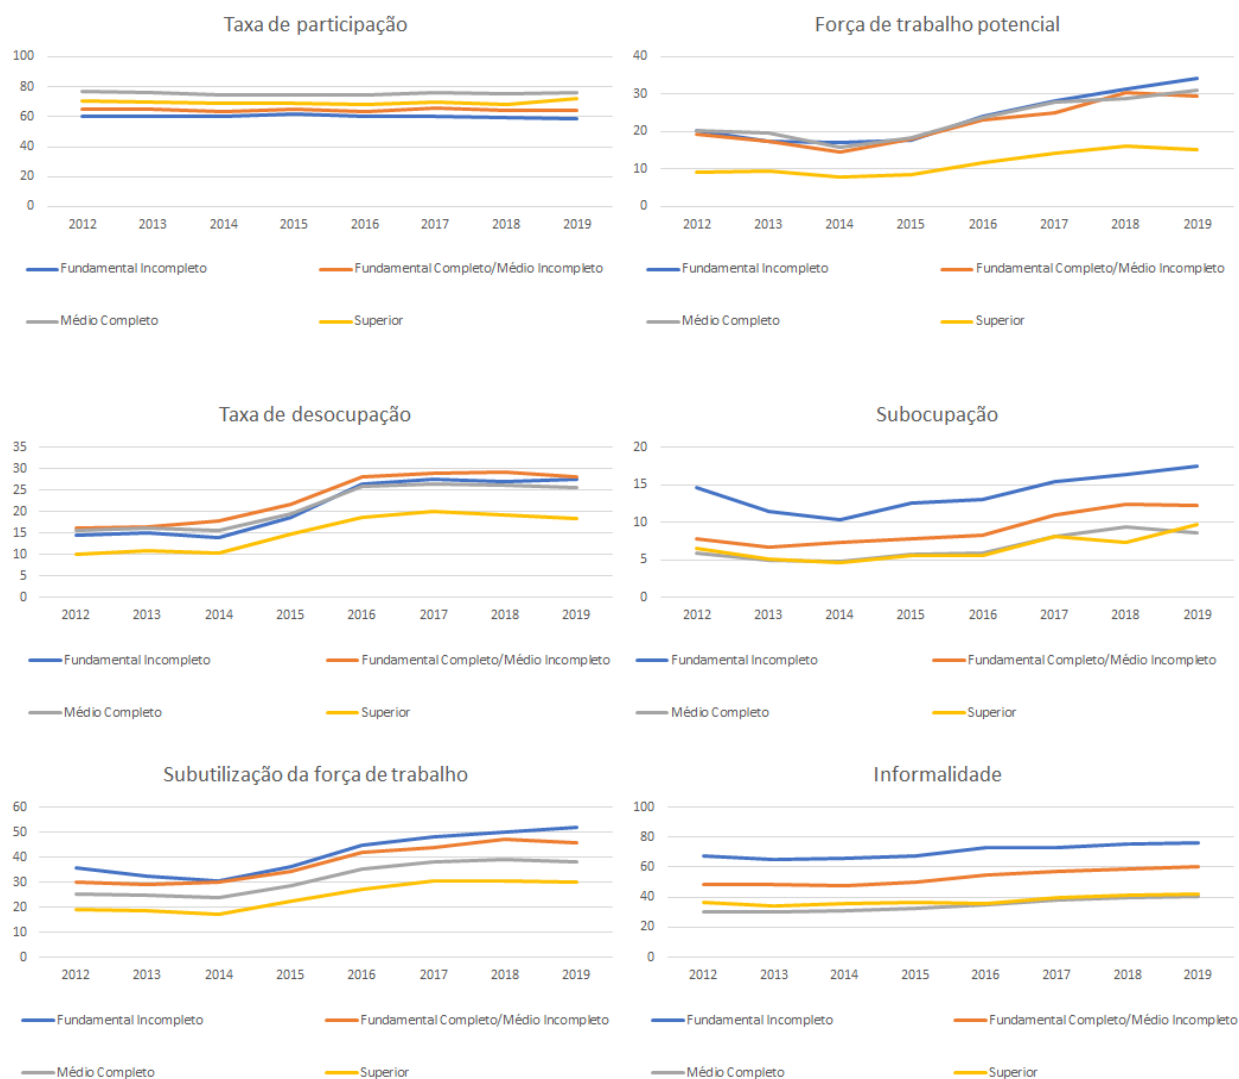 Taxa de participação
100
80
60
40
20
0
2012 2013 2014 2015 2016 2017 2018 2019
Fundamental Incompleto Fundamental Completo/Médio Incompleto
Médio Completo Superior
Força de trabalho potencial
40
30
20
10
0
2012 2013 2014 2015 2016 2017 2018 2019
Fundamental Incompleto Fundamental Completo/Médio Incompleto
Médio Completo Superior
Taxa de desocupação
35
30
25
20
15
10
5
0
2012 2013 2014 2015 2016 2017 2018 2019
Fundamental Incompleto Fundamental Completo/Médio Incompleto
Médio Completo Superior
Subocupação
20
15
10
5
0
2012 2013 2014 2015 2016 2017 2018 2019
Fundamental Incompleto Fundamental Completo/Médio Incompleto
Médio Completo Superior
Subutilização da força de trabalho
60
50
40
30
20
10
0
2012 2013 2014 2015 2016 2017 2018 2019
Fundamental Incompleto Fundamental Completo/Médio Incompleto
Médio Completo Superior
Informalidade
100
80
60
40
20
0
2012 2013 2014 2015 2016 2017 2018 2019
Fundamental Incompleto Fundamental Completo/Médio Incompleto
Médio Completo Superior